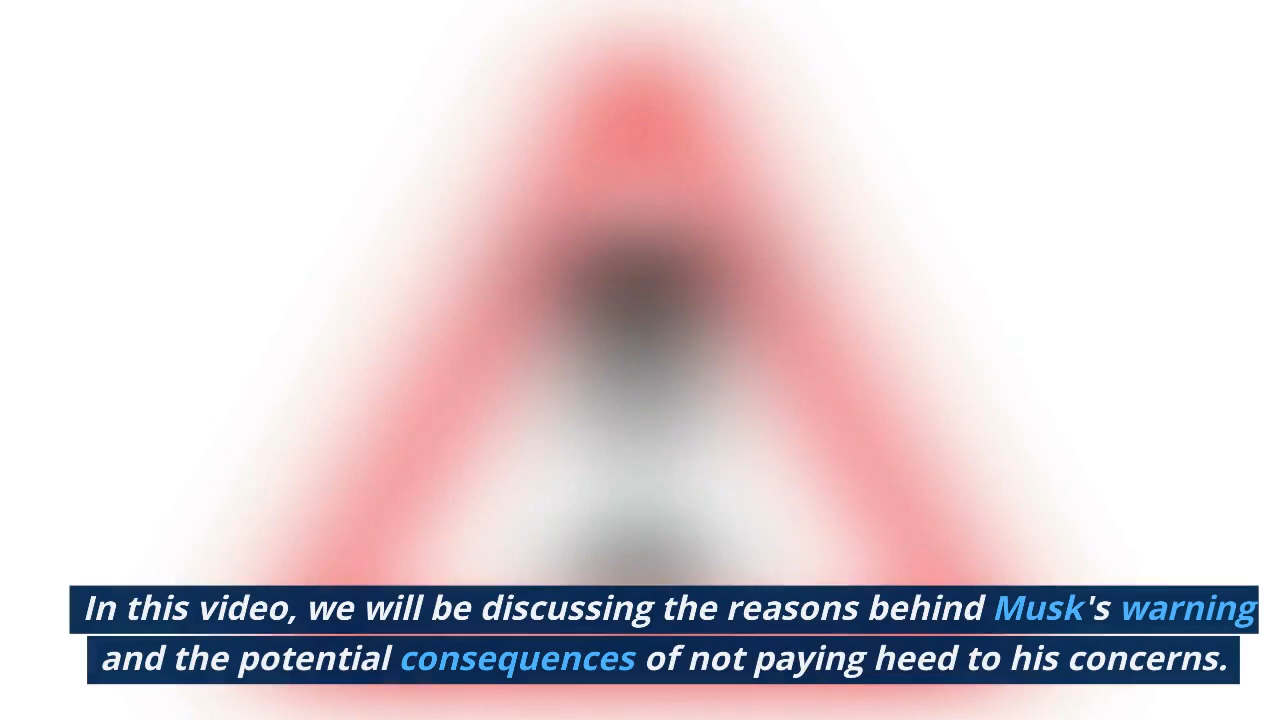 In this video, we will be discussing the reasons behind Musk's warning
and the potential consequences of not paying heed to his concerns.